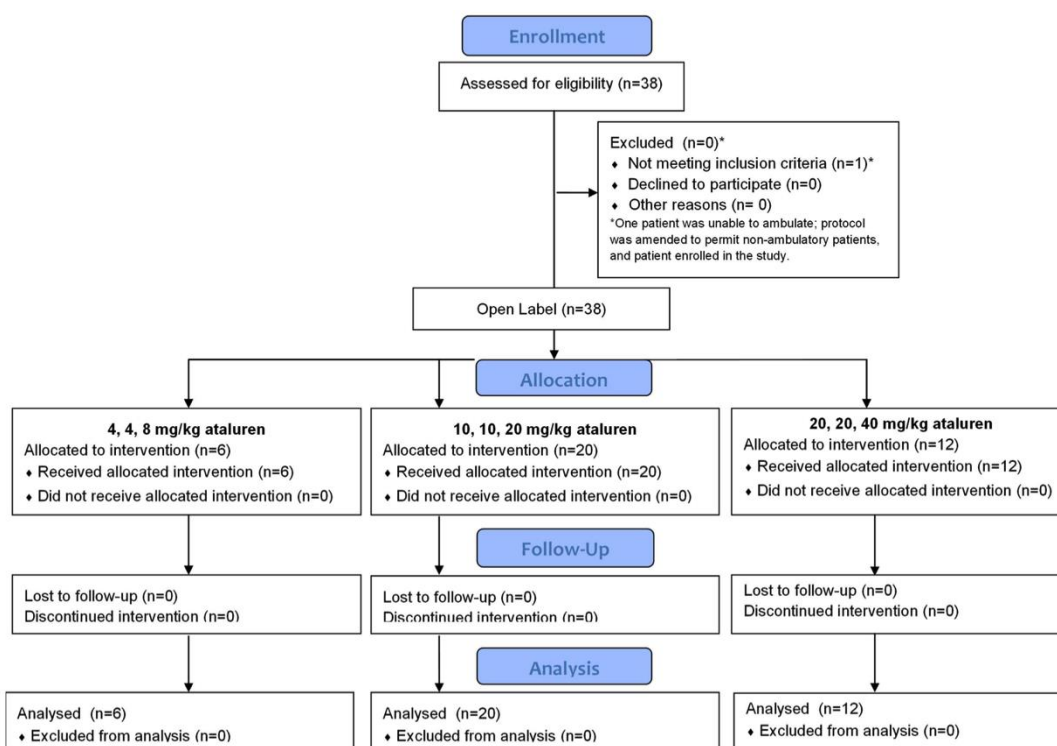 Enrollment
Assessed for eligibility (n=38)
Excluded (n=0)*
♦ Not meeting inclusion criteria (n=1)*
♦ Declined to participate (n=0)
♦ Other reasons (n= 0)
*One patient was unable to ambulate; protocol
was amended to permit non-ambulatory patients,
and patient enrolled in the study.
Open Label (n=38)
Allocation
4, 4, 8 mg/kg ataluren
Allocated to intervention (n=6)
♦ Received allocated intervention (n=6)
♦ Did not receive allocated intervention (n=0)
10, 10, 20 mg/kg ataluren
Allocated to intervention (n=20)
♦ Received allocated intervention (n=20)
♦ Did not receive allocated intervention (n=0)
20, 20, 40 mg/kg ataluren
Allocated to intervention (n=12)
♦ Received allocated intervention (n=12)
♦ Did not receive allocated intervention (n=0)
Follow-Up
Lost to follow-up (n=0)
Discontinued intervention (n=0)
Lost to follow-up (n=0)
Discontinued intervention (n=0)
Lost to follow-up (n=0)
Discontinued intervention (n=0)
Analysis
Analysed (n=6)
♦ Excluded from analysis (n=0)
Analysed (n=20)
♦ Excluded from analysis (n=0)
Analysed (n=12)
♦ Excluded from analysis (n=0)